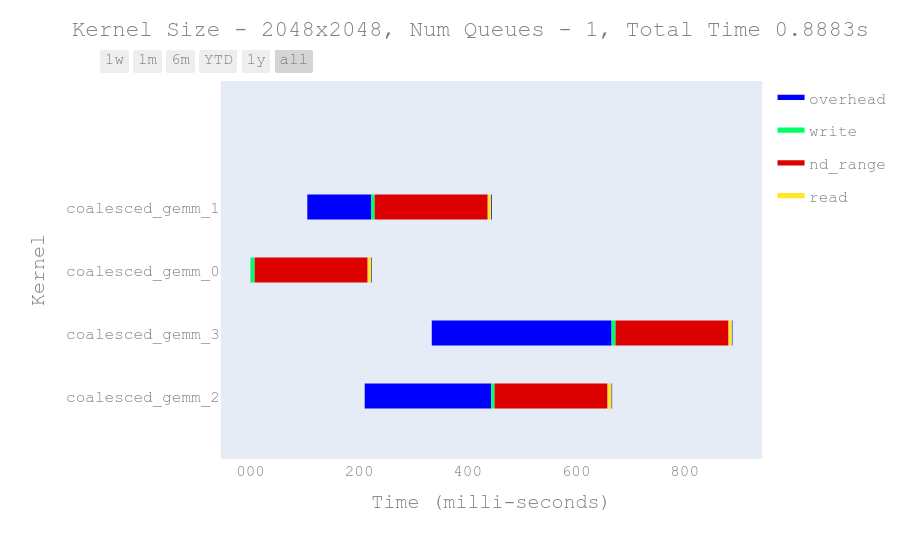 Kernel Size - 2048x2048, Num Queues - 1, Total Time 0.8883s
1w 1m 6m YTD 1y all
overhead
write
nd_range
read
Kernel
coalesced_gemm_1
coalesced_gemm_0
coalesced_gemm_3
coalesced_gemm_2
000 200 400 600 800
Time (milli-seconds)